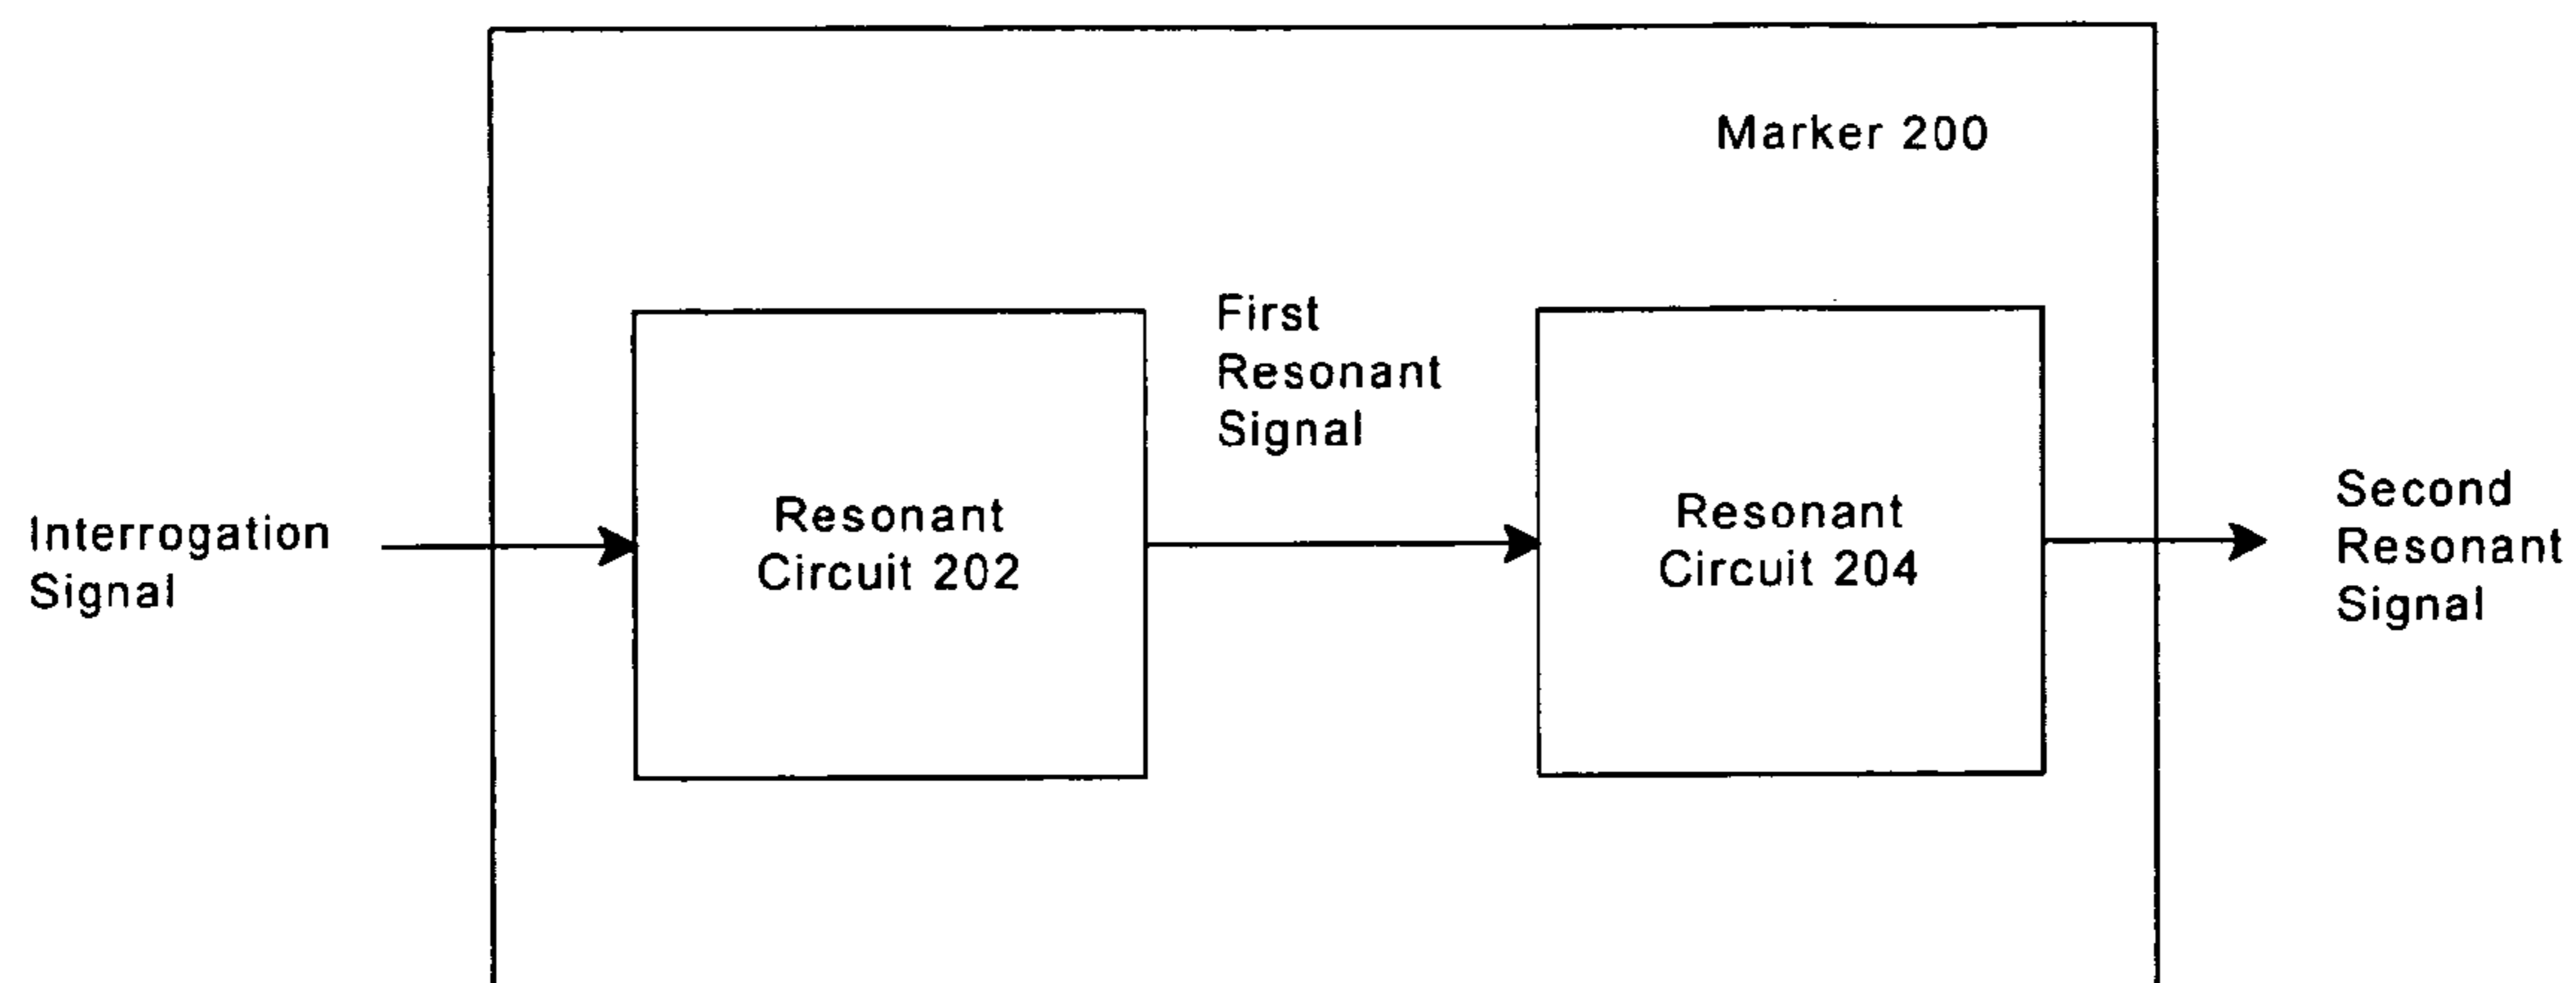 Marker 200
Interrogation
Signal
Resonant
Circuit 202
First
Resonant
Signal
Resonant
Circuit 204
Second
Resonant
Signal